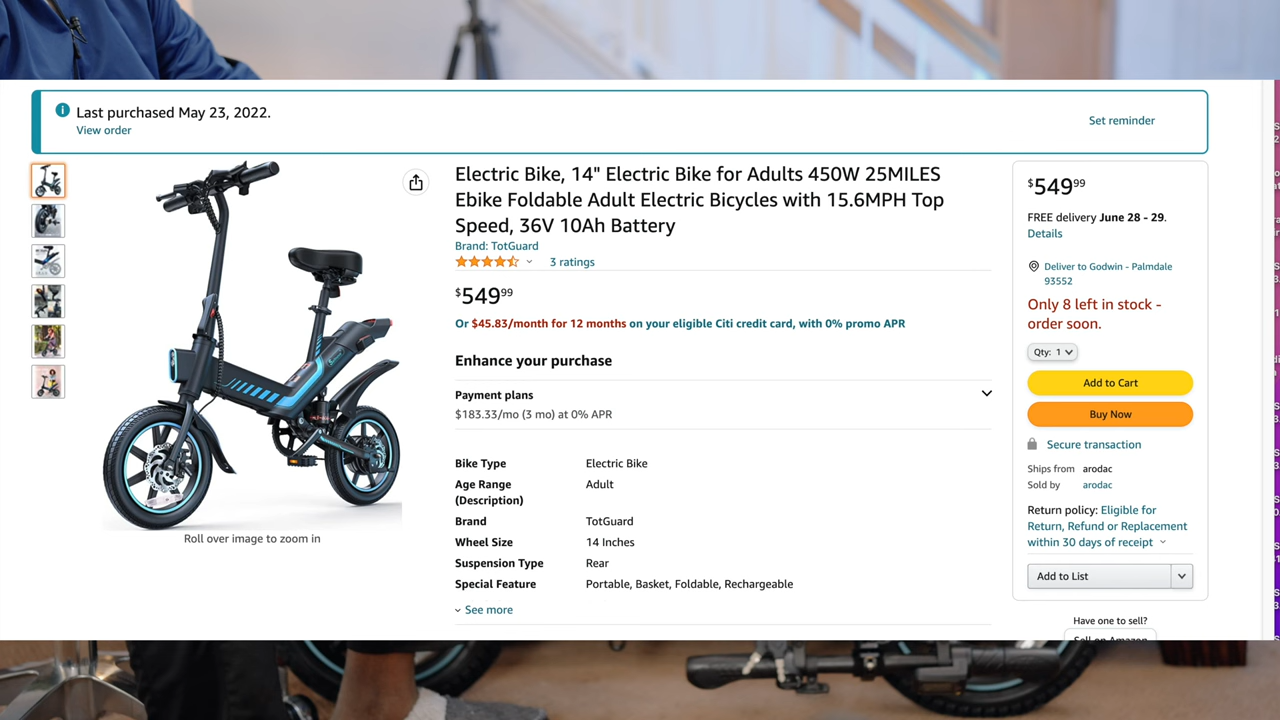 Last purchased May 23, 2022.
View order
Set reminder
Electric Bike, 14" Electric Bike for Adults 450W 25MILES
Ebike Foldable Adult Electric Bicycles with 15.6MPH Top
Speed, 36V 10Ah Battery
Brand: TotGuard
3 ratings
$549.99
Or $45.83/month for 12 months on your eligible Citi credit card, with 0% promo APR
Enhance your purchase
Payment plans
$183.33/mo (3 mo) at 0% APR
Bike Type Electric Bike
Age Range Adult
(Description)
Brand TotGuard
Wheel Size 14 Inches
Suspension Type Rear
Special Feature Portable, Basket, Foldable, Rechargeable
See more
Roll over image to zoom in
$549.99
FREE delivery June 28 - 29.
Details
Deliver to Godwin - Palmdale
93552
Only 8 left in stock -
order soon.
Qty: 1
Add to Cart
Buy Now
Secure transaction
Ships from arodac
Sold by arodac
Return policy: Eligible for
Return, Refund or Replacement
within 30 days of receipt
Add to List
Have one to sell?
Sell on Amazon